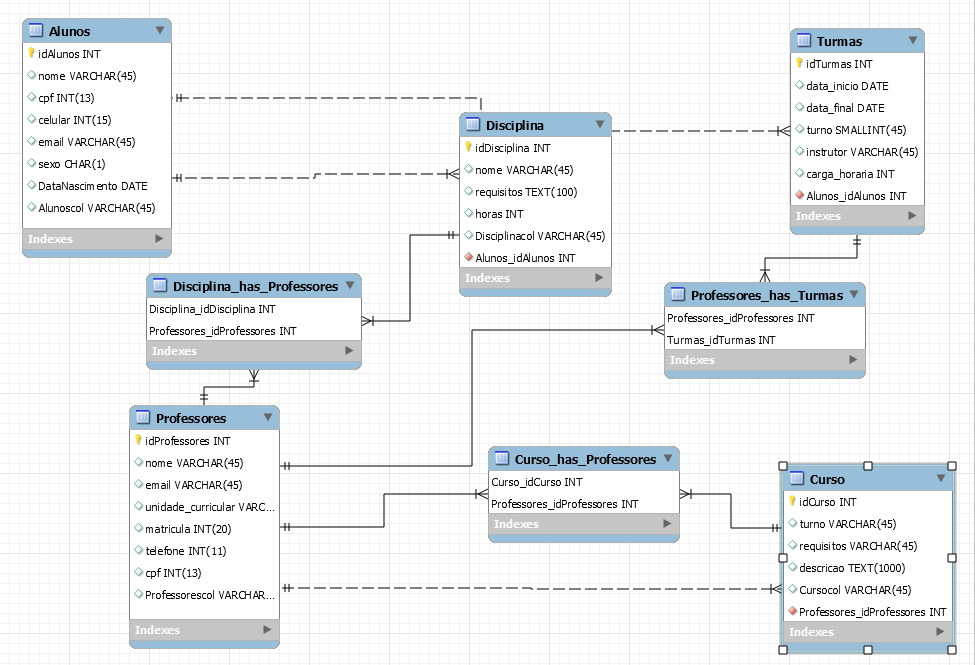 Alunos
idAlunos INT
nome VARCHAR(45)
cpf INT(13)
celular INT(15)
email VARCHAR(45)
sexo CHAR(1)
DataNascimento DATE
Alunoscol VARCHAR(45)
Indexes
Disciplina
idDisciplina INT
nome VARCHAR(45)
requisitos TEXT(100)
horas INT
Disciplinacol VARCHAR(45)
Alunos_idAlunos INT
Indexes
Turmas
idTurmas INT
data_inicio DATE
data_final DATE
turno SMALLINT(45)
instrutor VARCHAR(45)
carga_horaria INT
Alunos_idAlunos INT
Indexes
Disciplina_has_Professores
Disciplina_idDisciplina INT
Professores_idProfessores INT
Indexes
Professores_has_Turmas
Professores_idProfessores INT
Turmas_idTurmas INT
Indexes
Professores
idProfessores INT
nome VARCHAR(45)
email VARCHAR(45)
unidade_curricular VARC...
matricula INT(20)
telefone INT(11)
cpf INT(13)
Professorescol VARCHAR...
Indexes
Curso_has_Professores
Curso_idCurso INT
Professores_idProfessores INT
Indexes
Curso
idCurso INT
turno VARCHAR(45)
requisitos VARCHAR(45)
descricao TEXT(1000)
Cursocol VARCHAR(45)
Professores_idProfessores INT
Indexes